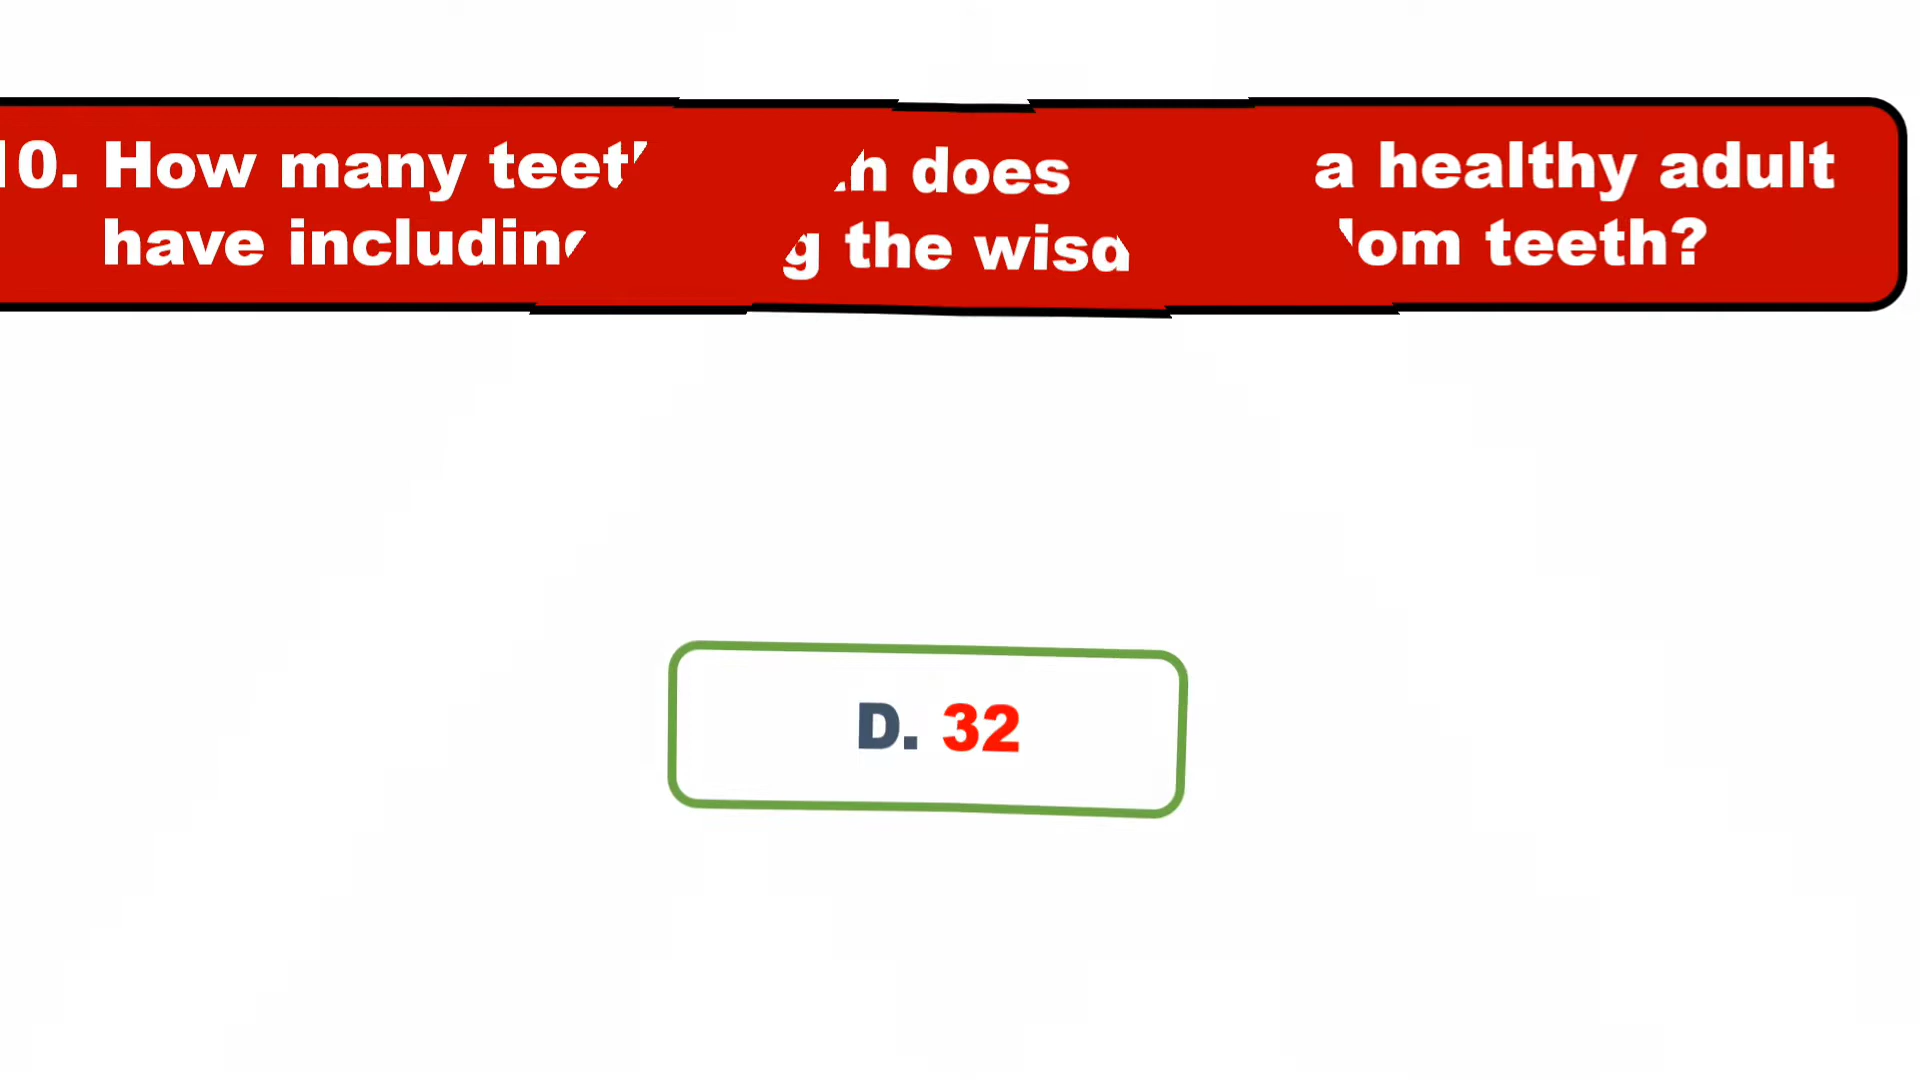 10. How many teeth does a healthy adult
have including the wisdom teeth?
D. 32